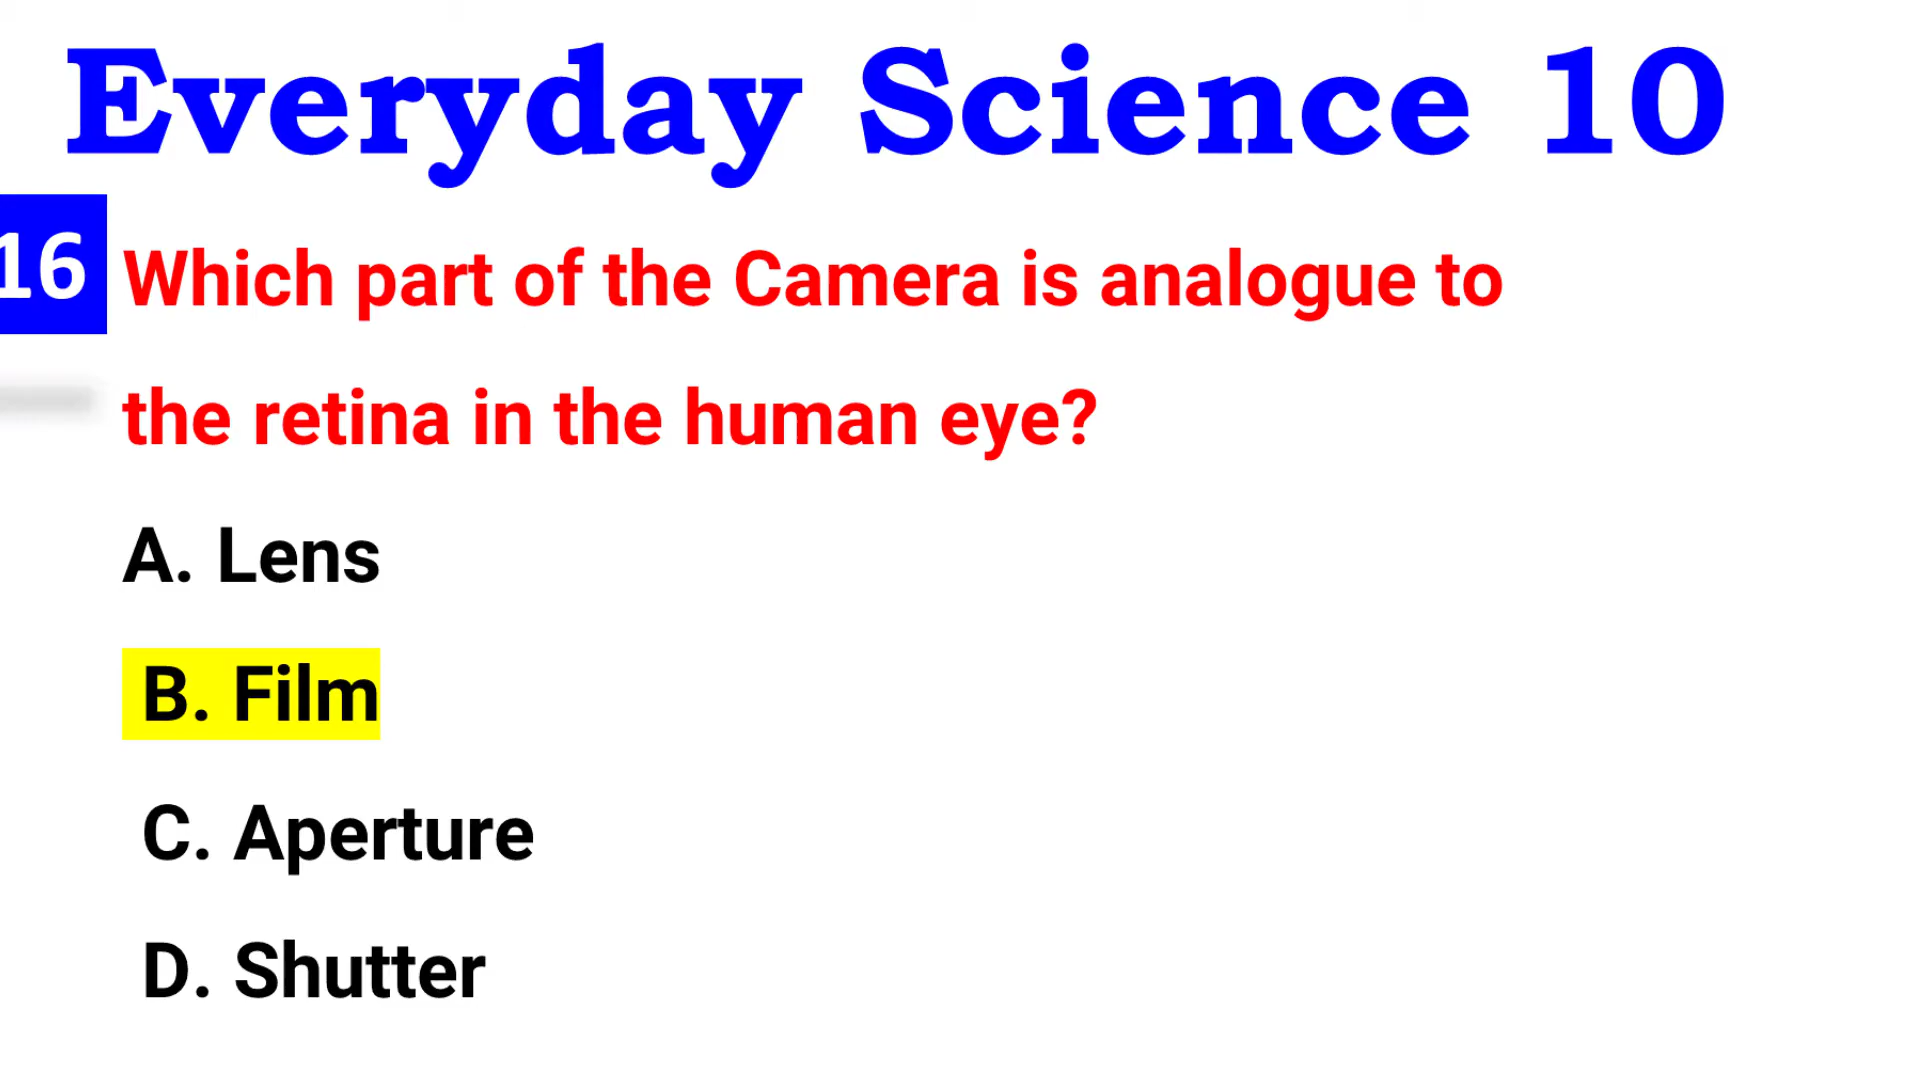 Everyday Science 10
16 Which part of the Camera is analogue to
the retina in the human eye?
A. Lens
B. Film
C. Aperture
D. Shutter